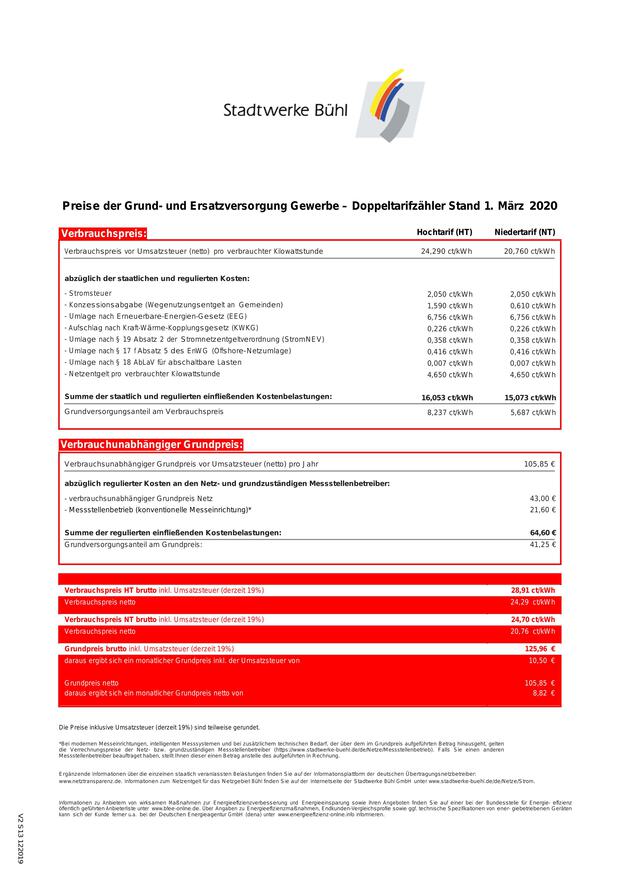 Stadtwerke Bühl
Preise der Grund- und Ersatzversorgung Gewerbe – Doppeltarifzähler Stand 1. März 2020
Verbrauchspreis: Hochtarif (HT) Niedertarif (NT)
Verbrauchspreis vor Umsatzsteuer (netto) pro verbrauchter Kilowattstunde 24,290 ct/kWh 20,760 ct/kWh
abzüglich der staatlichen und regulierten Kosten:
- Stromsteuer 2,050 ct/kWh 2,050 ct/kWh
- Konzessionsabgabe (Wegenutzungsentgelt an Gemeinden) 1,590 ct/kWh 0,610 ct/kWh
- Umlage nach Erneuerbare-Energien-Gesetz (EEG) 6,756 ct/kWh 6,756 ct/kWh
- Aufschlag nach Kraft-Wärme-Kopplungsgesetz (KWKG) 0,226 ct/kWh 0,226 ct/kWh
- Umlage nach § 19 Absatz 2 der Stromnetzentgeltverordnung (StromNEV) 0,358 ct/kWh 0,358 ct/kWh
- Umlage nach § 17 f Absatz 5 des EnWG (Offshore-Netzumlage) 0,416 ct/kWh 0,416 ct/kWh
- Umlage nach § 18 AbLaV für abschaltbare Lasten 0,007 ct/kWh 0,007 ct/kWh
- Netzentgelt pro verbrauchter Kilowattstunde 4,650 ct/kWh 4,650 ct/kWh
Summe der staatlich und regulierten einfließenden Kostenbelastungen: 16,053 ct/kWh 15,073 ct/kWh
Grundversorgungsanteil am Verbrauchspreis 8,237 ct/kWh 5,687 ct/kWh
Verbrauchunabhängiger Grundpreis:
Verbrauchsunabhängiger Grundpreis vor Umsatzsteuer (netto) pro Jahr 105,85 €
abzüglich regulierter Kosten an den Netz- und grundzuständigen Messstellenbetreiber:
- verbrauchsunabhängiger Grundpreis Netz 43,00 €
- Messstellenbetrieb (konventionelle Messeinrichtung)* 21,60 €
Summe der regulierten einfließenden Kostenbelastungen: 64,60 €
Grundversorgungsanteil am Grundpreis: 41,25 €
Verbrauchspreis HT brutto inkl. Umsatzsteuer (derzeit 19%) 28,91 ct/kWh
Verbrauchspreis netto 24,29 ct/kWh
Verbrauchspreis NT brutto inkl. Umsatzsteuer (derzeit 19%) 24,70 ct/kWh
Verbrauchspreis netto 20,76 ct/kWh
Grundpreis brutto inkl. Umsatzsteuer (derzeit 19%) 125,96 €
daraus ergibt sich ein monatlicher Grundpreis inkl. der Umsatzsteuer von 10,50 €
Grundpreis netto 105,85 €
daraus ergibt sich ein monatlicher Grundpreis netto von 8,82 €
Die Preise inklusive Umsatzsteuer (derzeit 19%) sind teilweise gerundet.
*Bei modernen Messeinrichtungen, intelligenten Messsystemen und bei zusätzlichem technischen Bedarf, der über dem im Grundpreis aufgeführten Betrag hinausgeht, gelten
die Verrechnungspreise der Netz- bzw. grundzuständigen Messstellenbetreiber (https://www.stadtwerke-buehl.de/de/Netze/Messstellenbetrieb). Falls Sie einen anderen
Messstellenbetreiber beauftragt haben, stellt Ihnen dieser einen Betrag anstelle des aufgeführten in Rechnung.
Ergänzende Informationen über die einzelnen staatlich veranlassten Belastungen finden Sie auf der Informationsplattform der deutschen Übertragungsnetzbetreiber:
www.netztransparenz.de. Informationen zum Netzentgelt für das Netzgebiet Bühl finden Sie auf der Internetseite der Stadtwerke Bühl GmbH unter www.stadtwerke-buehl.de/de/Netze/Strom.
Informationen zu Anbietern von wirksamen Maßnahmen zur Energieeffizienzverbesserung und Energieeinsparung sowie ihren Angeboten finden Sie auf einer bei der Bundesstelle für Energie- effizienz
öffentlich geführten Anbieterliste unter www.bfee-online.de. Über Angaben zu Energieeffizienzmaßnahmen, Endkunden-Vergleichsprofile sowie ggf. technische Spezifikationen von ener- giebetriebenen Geräten
kann sich der Kunde ferner u.a. bei der Deutschen Energieagentur GmbH (dena) unter www.energieeffizienz-online.info informieren.
V2 S13 122019